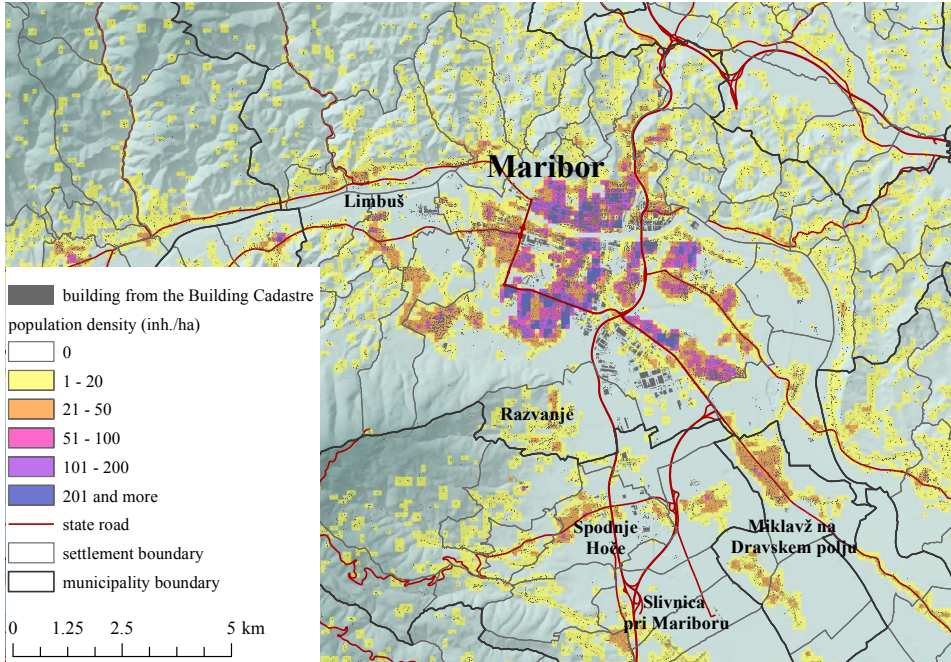 Maribor
Limbuš
building from the Building Cadastre
population density (inh./ha)
0
1 - 20
21 - 50
51 - 100
101 - 200
201 and more
state road
settlement boundary
municipality boundary
0 1.25 2.5 5 km
Razvanje
Spodnje
Hoče
Miklavž na
Dravskem polju
Slivnica
pri Mariboru